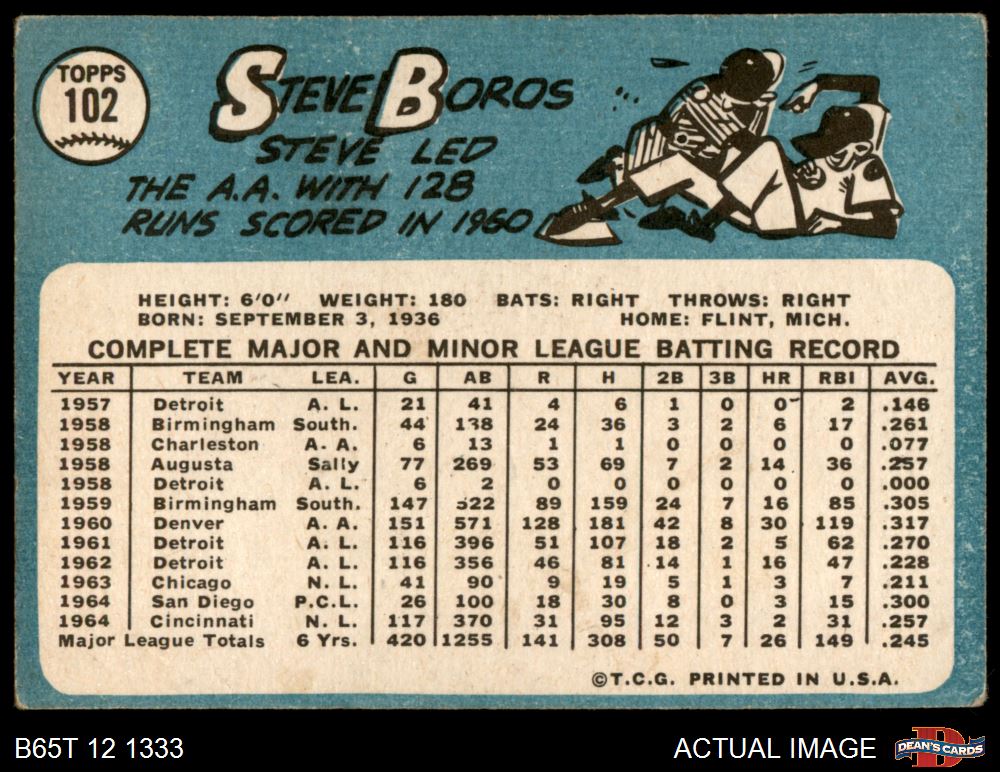 TOPPS
102
STEVE BOROS
STEVE LED
THE A.A. WITH 128
RUNS SCORED IN 1960
HEIGHT: 6'0" WEIGHT: 180 BATS: RIGHT THROWS: RIGHT
BORN: SEPTEMBER 3, 1936 HOME: FLINT, MICH.
COMPLETE MAJOR AND MINOR LEAGUE BATTING RECORD
YEAR TEAM LEA. G AB R H 2B 3B HR RBI AVG.
1957 Detroit A. L. 21 41 4 6 1 0 0 2 .146
1958 Birmingham South. 44 138 24 36 3 2 6 17 .261
1958 Charleston A. A. 6 13 1 1 0 0 0 0 .077
1958 Augusta Sally 77 269 53 69 7 2 14 36 .257
1958 Detroit A. L. 6 2 0 0 0 0 0 0 .000
1959 Birmingham South. 147 522 89 159 24 7 16 85 .305
1960 Denver A. A. 151 571 128 181 42 8 30 119 .317
1961 Detroit A. L. 116 396 51 107 18 2 5 62 .270
1962 Detroit A. L. 116 356 46 81 14 1 16 47 .228
1963 Chicago N. L. 41 90 9 19 5 1 3 7 .211
1964 San Diego P.C.L. 26 100 18 30 8 0 3 15 .300
1964 Cincinnati N. L. 117 370 31 95 12 3 2 31 .257
Major League Totals 6 Yrs. 420 1255 141 308 50 7 26 149 .245
©T.C.G. PRINTED IN U.S.A.
B65T 12 1333 ACTUAL IMAGE
D
DEAN'S CARDS